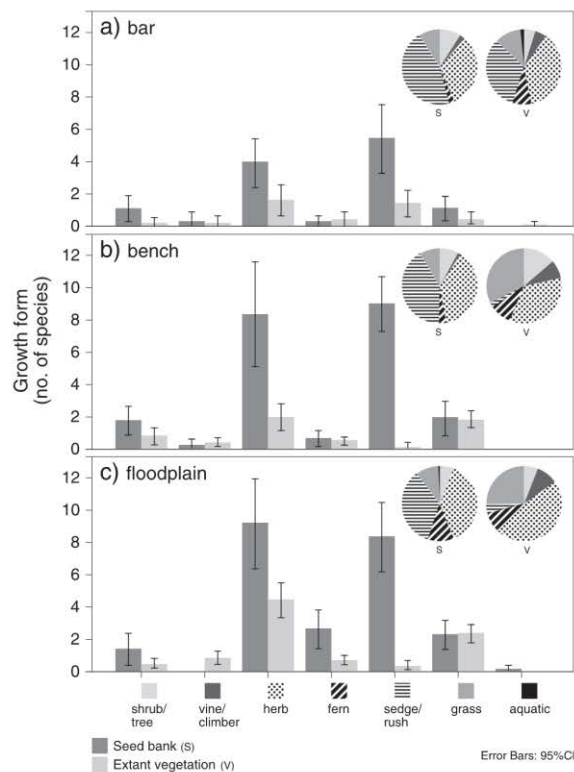 a) bar
12
10
8
6
4
2
0
S V
b) bench
12
10
8
6
4
2
0
S V
c) floodplain
12
10
8
6
4
2
0
S V
Growth form
(no. of species)
shrub/ vine/ herb fern sedge/ grass aquatic
tree climber rush
Seed bank (S)
Extant vegetation (V)
Error Bars: 95%CI